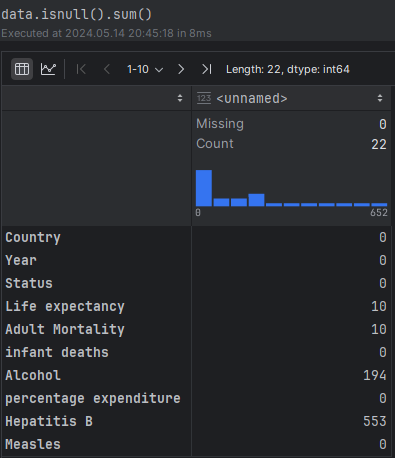 data.isnull().sum()
Executed at 2024.05.14 20:45:18 in 8ms
1-10 Length: 22, dtype: int64
123 <unnamed>
Missing 0
Count 22
0 652
Country 0
Year 0
Status 0
Life expectancy 10
Adult Mortality 10
infant deaths 0
Alcohol 194
percentage expenditure 0
Hepatitis B 553
Measles 0